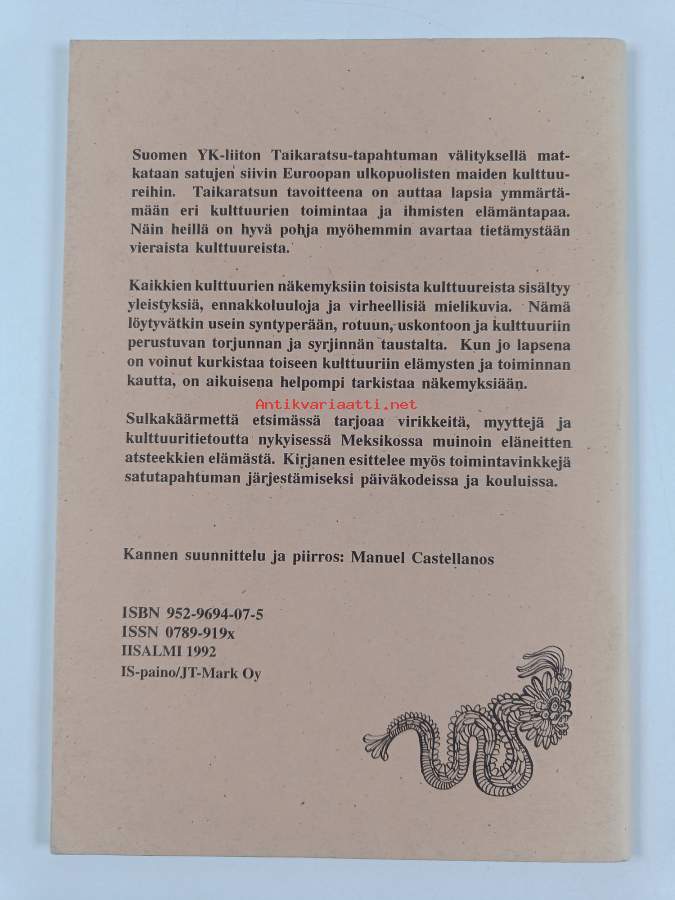 Suomen YK-liiton Taikaratsu-tapahtuman välityksellä mat-
kataan satujen siivin Euroopan ulkopuolisten maiden kulttuu-
reihin. Taikaratsun tavoitteena on auttaa lapsia ymmärtä-
mään eri kulttuurien toimintaa ja ihmisten elämäntapaa.
Näin heillä on hyvä pohja myöhemmin avartaa tietämystään
vieraista kulttuureista.
Kaikkien kulttuurien näkemyksiin toisista kulttuureista sisältyy
yleistyksiä, ennakkoluuloja ja virheellisiä mielikuvia. Nämä
löytyvätkin usein syntyperään, rotuun, uskontoon ja kulttuuriin
perustuvan torjunnan ja syrjinnän taustalta. Kun jo lapsena
on voinut kurkistaa toiseen kulttuuriin elämysten ja toiminnan
kautta, on aikuisena helpompi tarkistaa näkemyksiään.
Antikvariaatti.net
Sulkakäärmettä etsimässä tarjoaa virikkeitä, myyttejä ja
kulttuuritietoutta nykyisessä Meksikossa muinoin eläneitten
atsteekkien elämästä. Kirjanen esittelee myös toimintavinkkejä
satutapahtuman järjestämiseksi päiväkodeissa ja kouluissa.
Kannen suunnittelu ja piirros: Manuel Castellanos
ISBN 952-9694-07-5
ISSN 0789-919x
IISALMI 1992
IS-paino/JT-Mark Oy